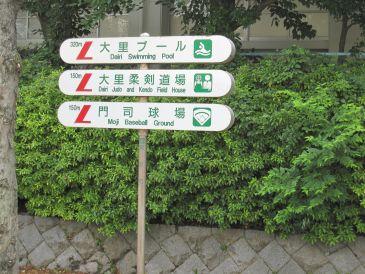 320m 大里プール
Dairi Swimming Pool
150m 大里柔剣道場
Dairi Judo and Kendo Field House
150m 門司球場
Moji Baseball Ground